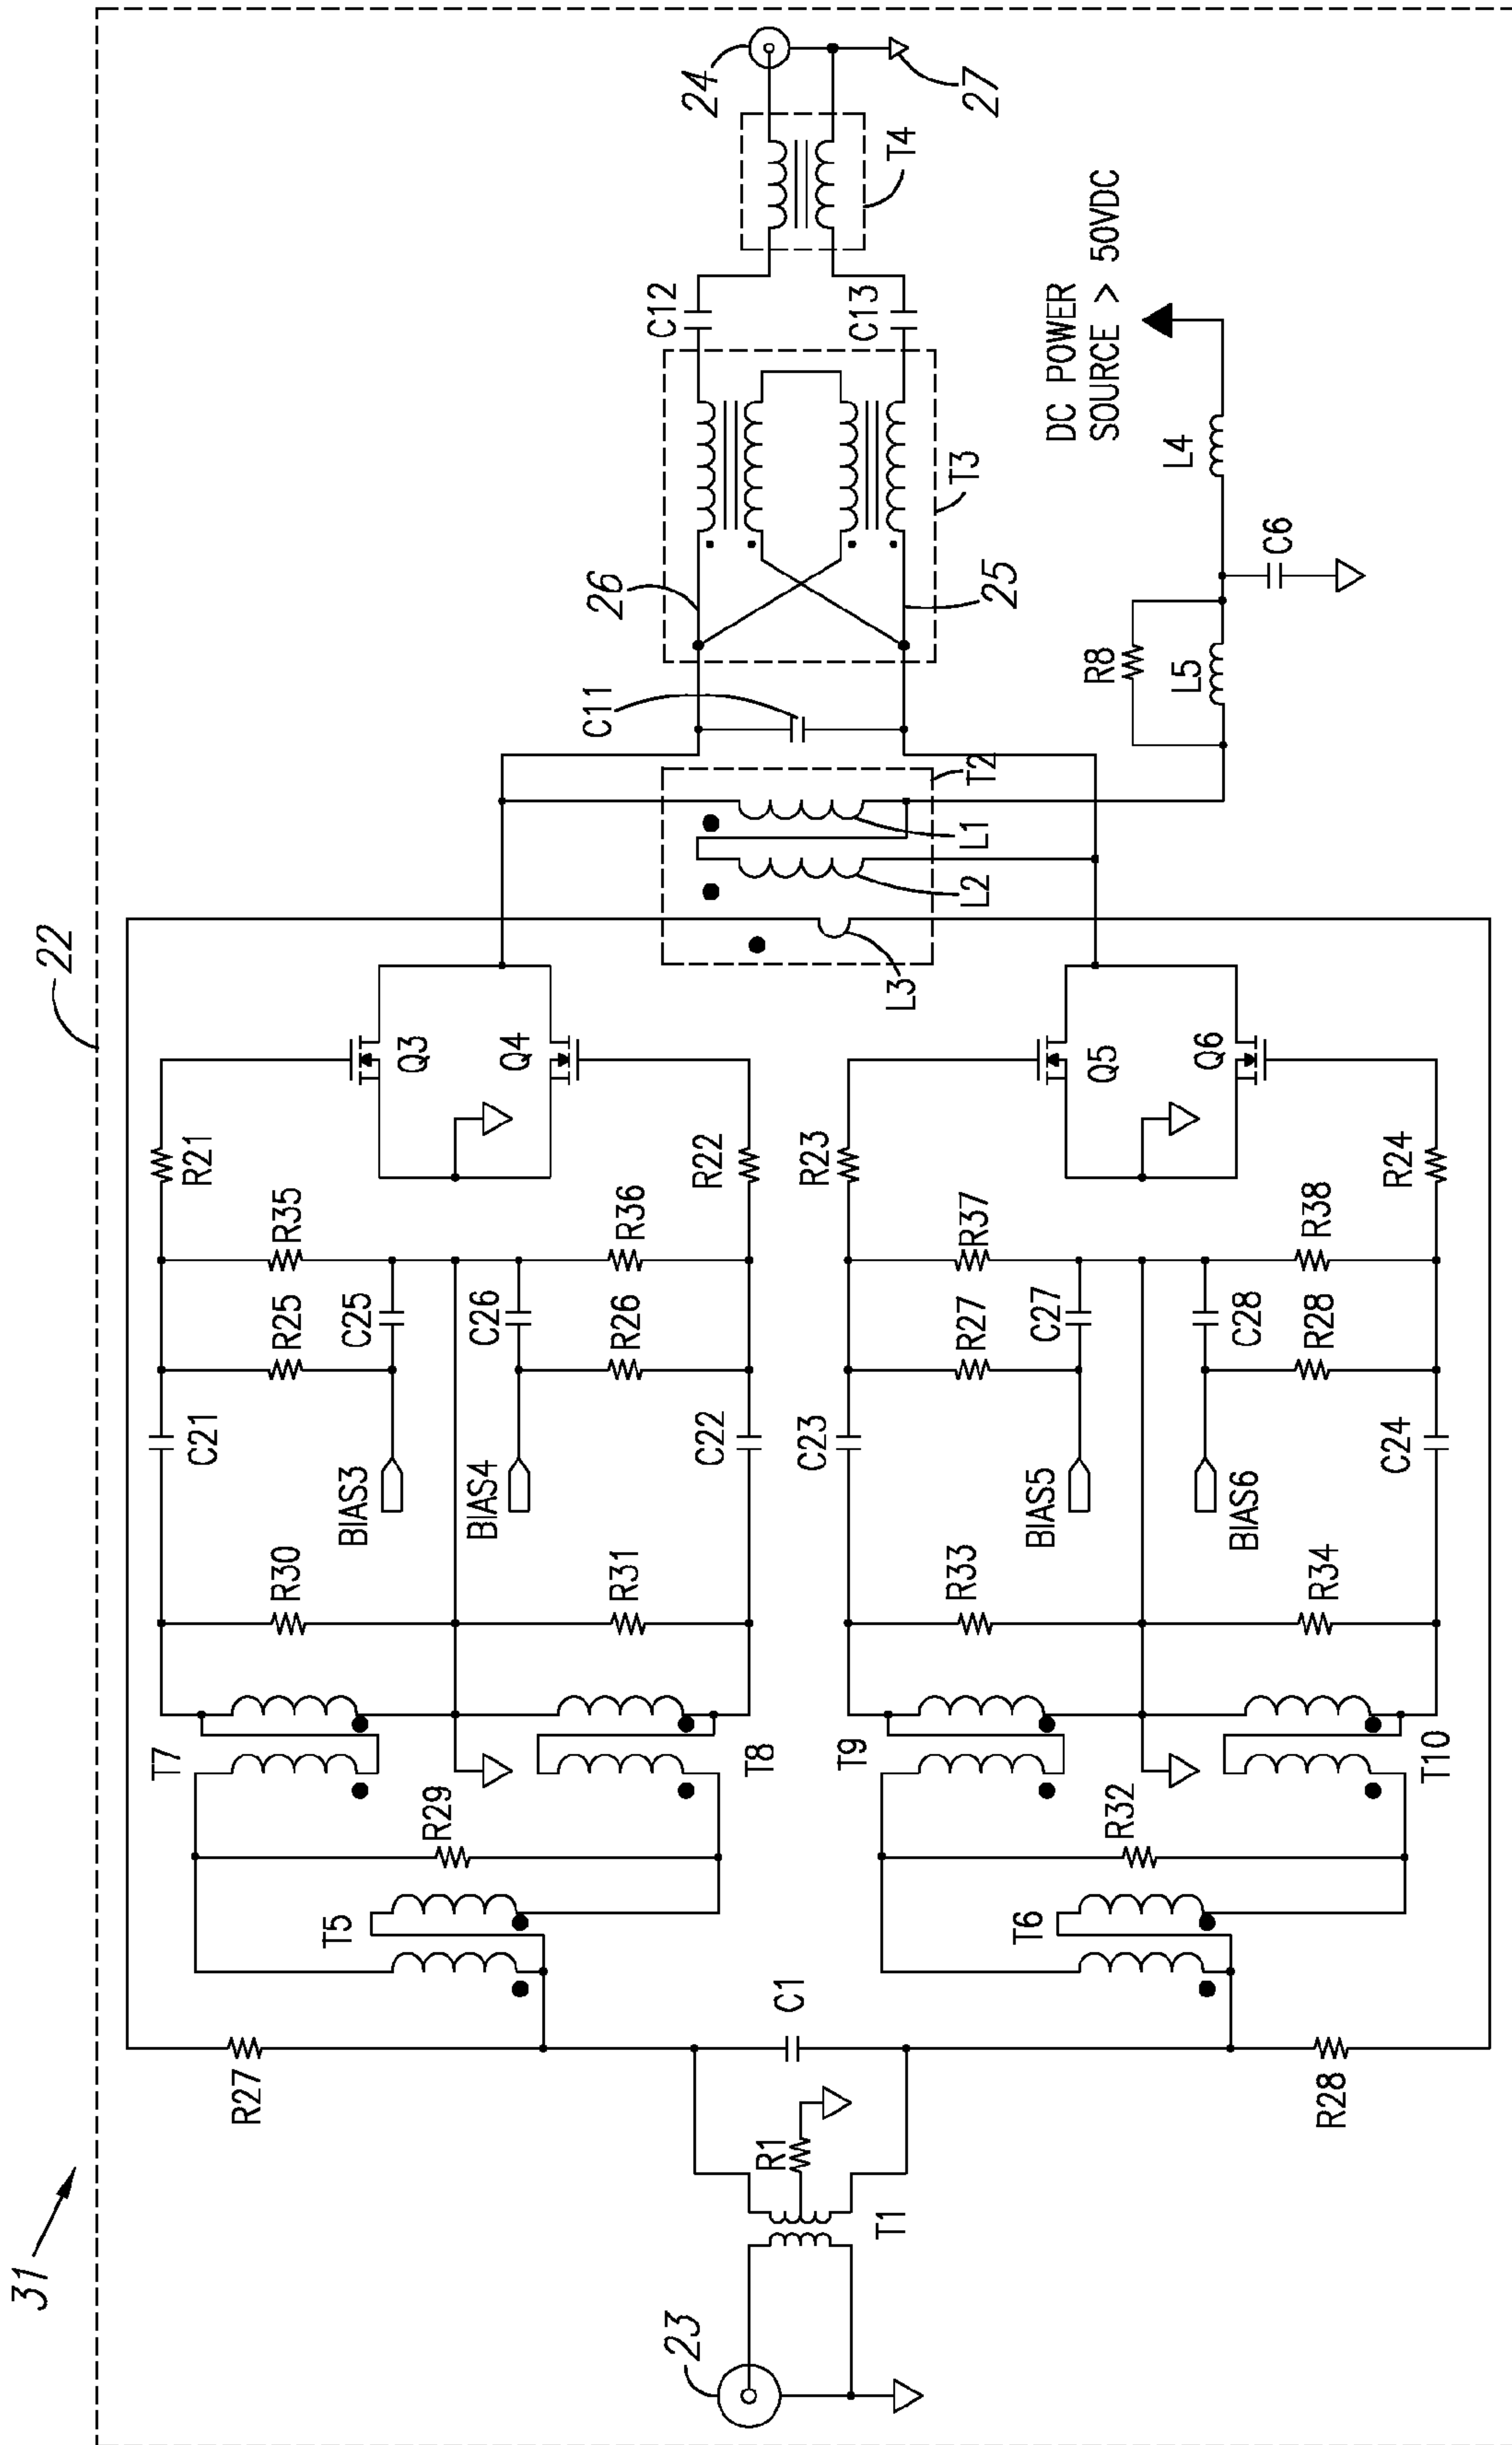 31
22
23
T1
R1
C1
R27
R28
T5
T6
R29
R32
T7
T8
T9
T10
R30
R31
R33
R34
BIAS3
BIAS4
BIAS5
BIAS6
C21
C22
C23
C24
R25
C25
C26
R26
R27
C27
C28
R28
R35
R36
R37
R38
R21
R22
R23
R24
Q3
Q4
Q5
Q6
L3
L2
L1
T2
C11
R8
L5
C6
L4
DC POWER
SOURCE > 50VDC
26
25
T3
C12
C13
T4
24
27